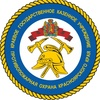 КРАЕВОЕ ГОСУДАРСТВЕННОЕ КАЗЕННОЕ УЧРЕЖДЕНИЕ
ПРОТИВОПОЖАРНАЯ ОХРАНА КРАСНОЯРСКОГО КРАЯ